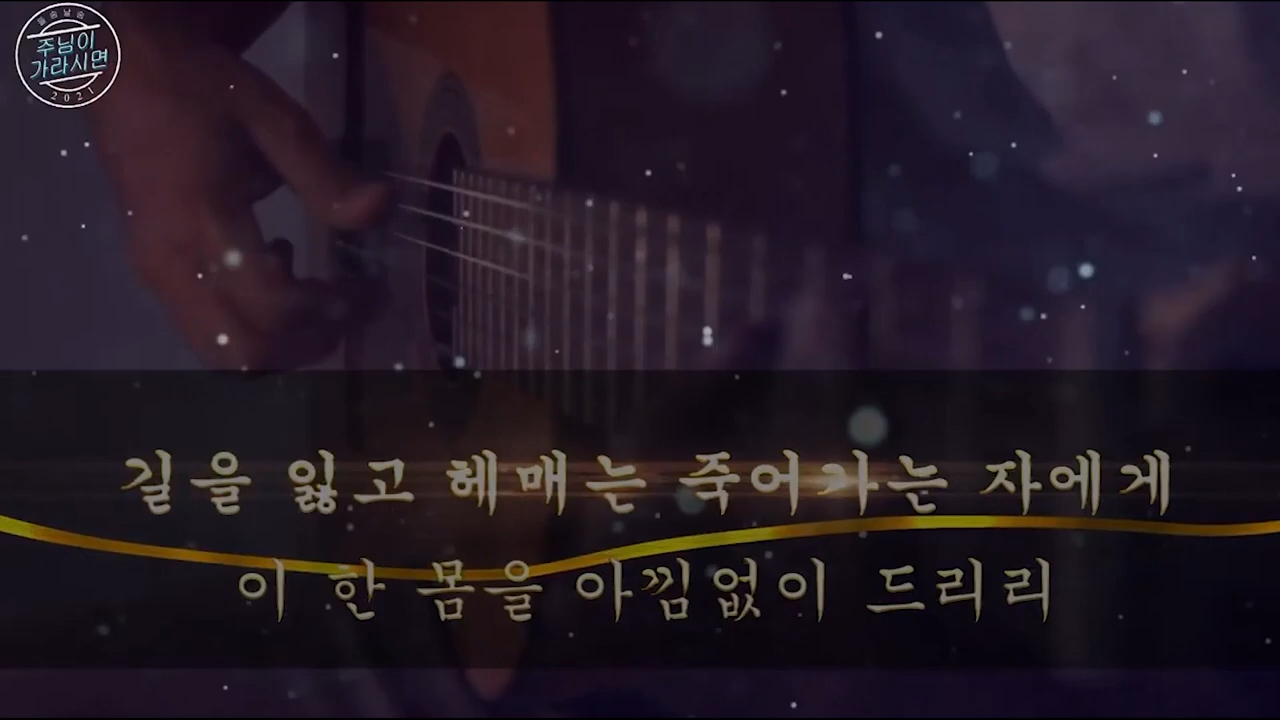 주님이
가라시면
2021
길을 잃고 헤매는 죽어가는 자에게
이 한 몸을 아낌없이 드리리